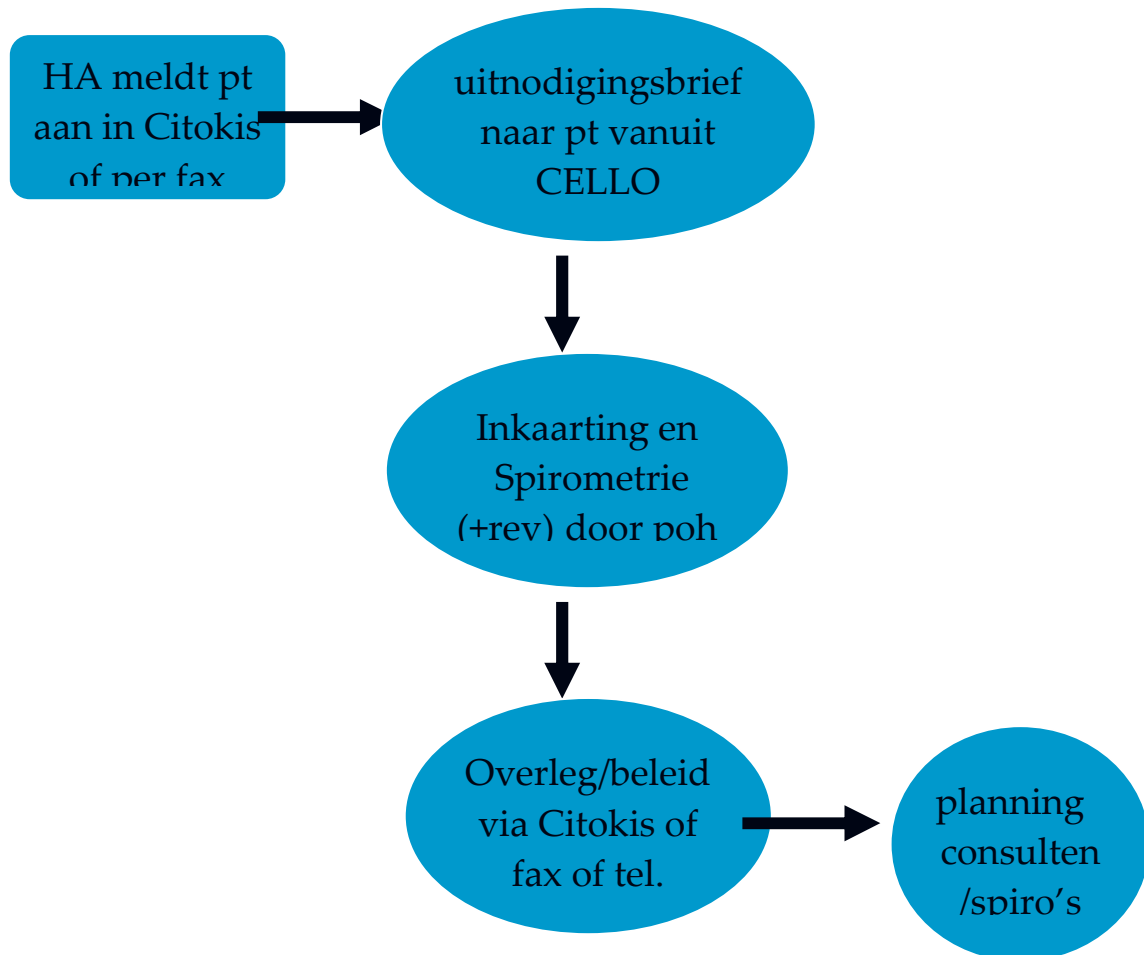 HA meldt pt
aan in Citokis
of per fax
uitnodigingsbrief
naar pt vanuit
CELLO
Inkaarting en
Spirometrie
(+rev) door poh
Overleg/beleid
via Citokis of
fax of tel.
planning
consulten
/spiro’s